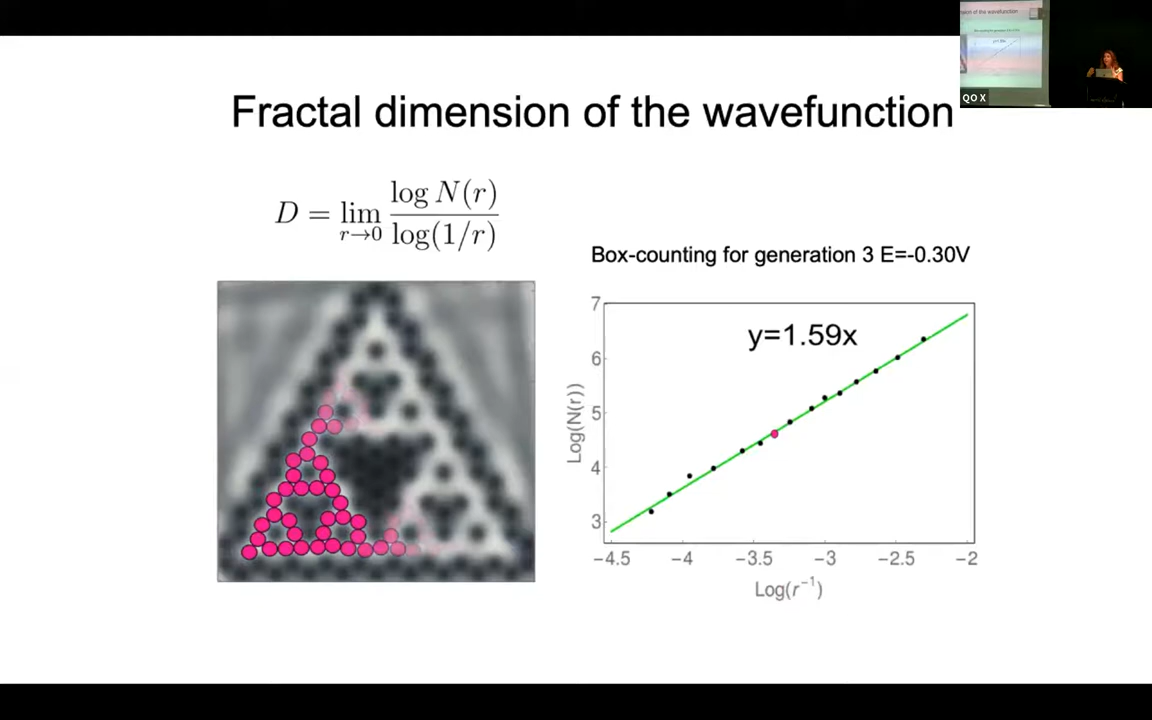 Fractal dimension of the wavefunction
D = lim r→0 log N(r) / log(1/r)
Box-counting for generation 3 E=-0.30V
y=1.59x
7
6
5
4
3
Log(N(r))
−4.5 −4 −3.5 −3 −2.5 −2
Log(r⁻¹)
QO X